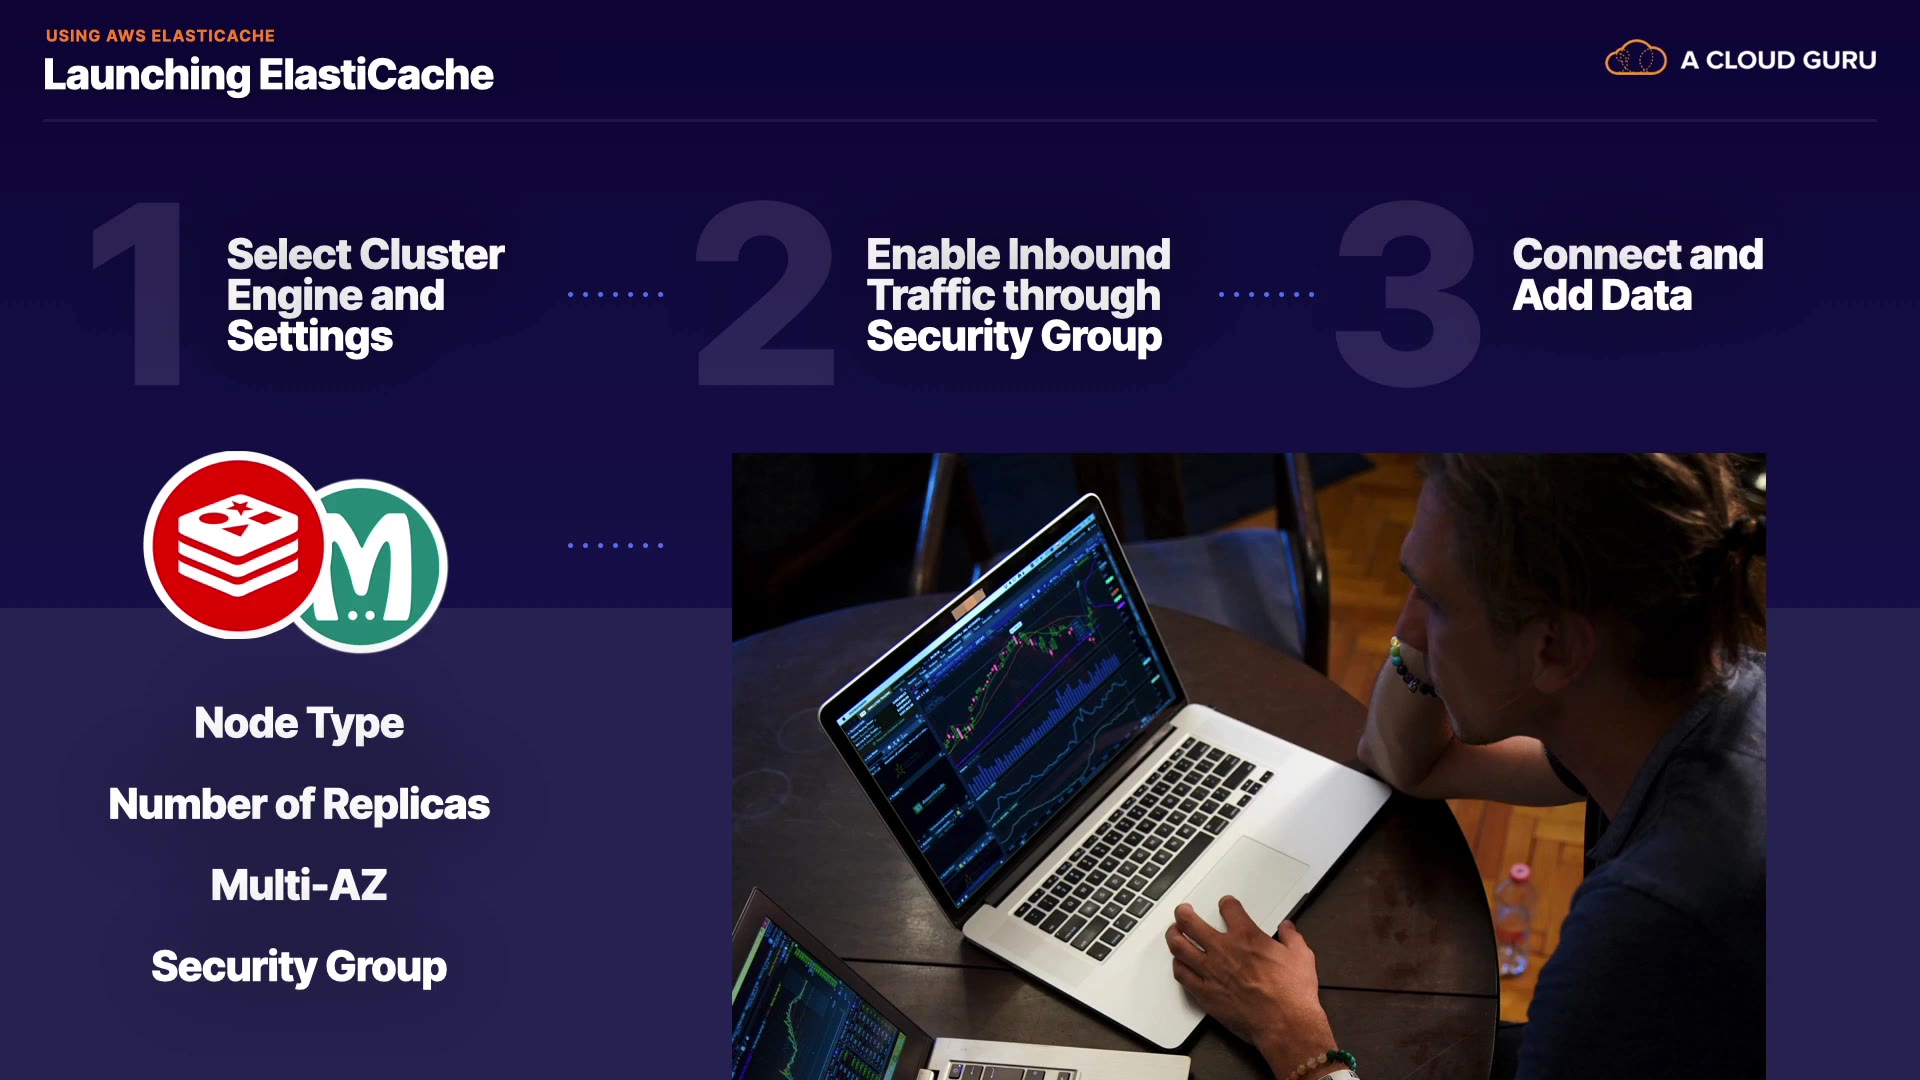 USING AWS ELASTICACHE
Launching ElastiCache
A CLOUD GURU
1
Select Cluster
Engine and
Settings
2
Enable Inbound
Traffic through
Security Group
3
Connect and
Add Data
M
Node Type
Number of Replicas
Multi-AZ
Security Group